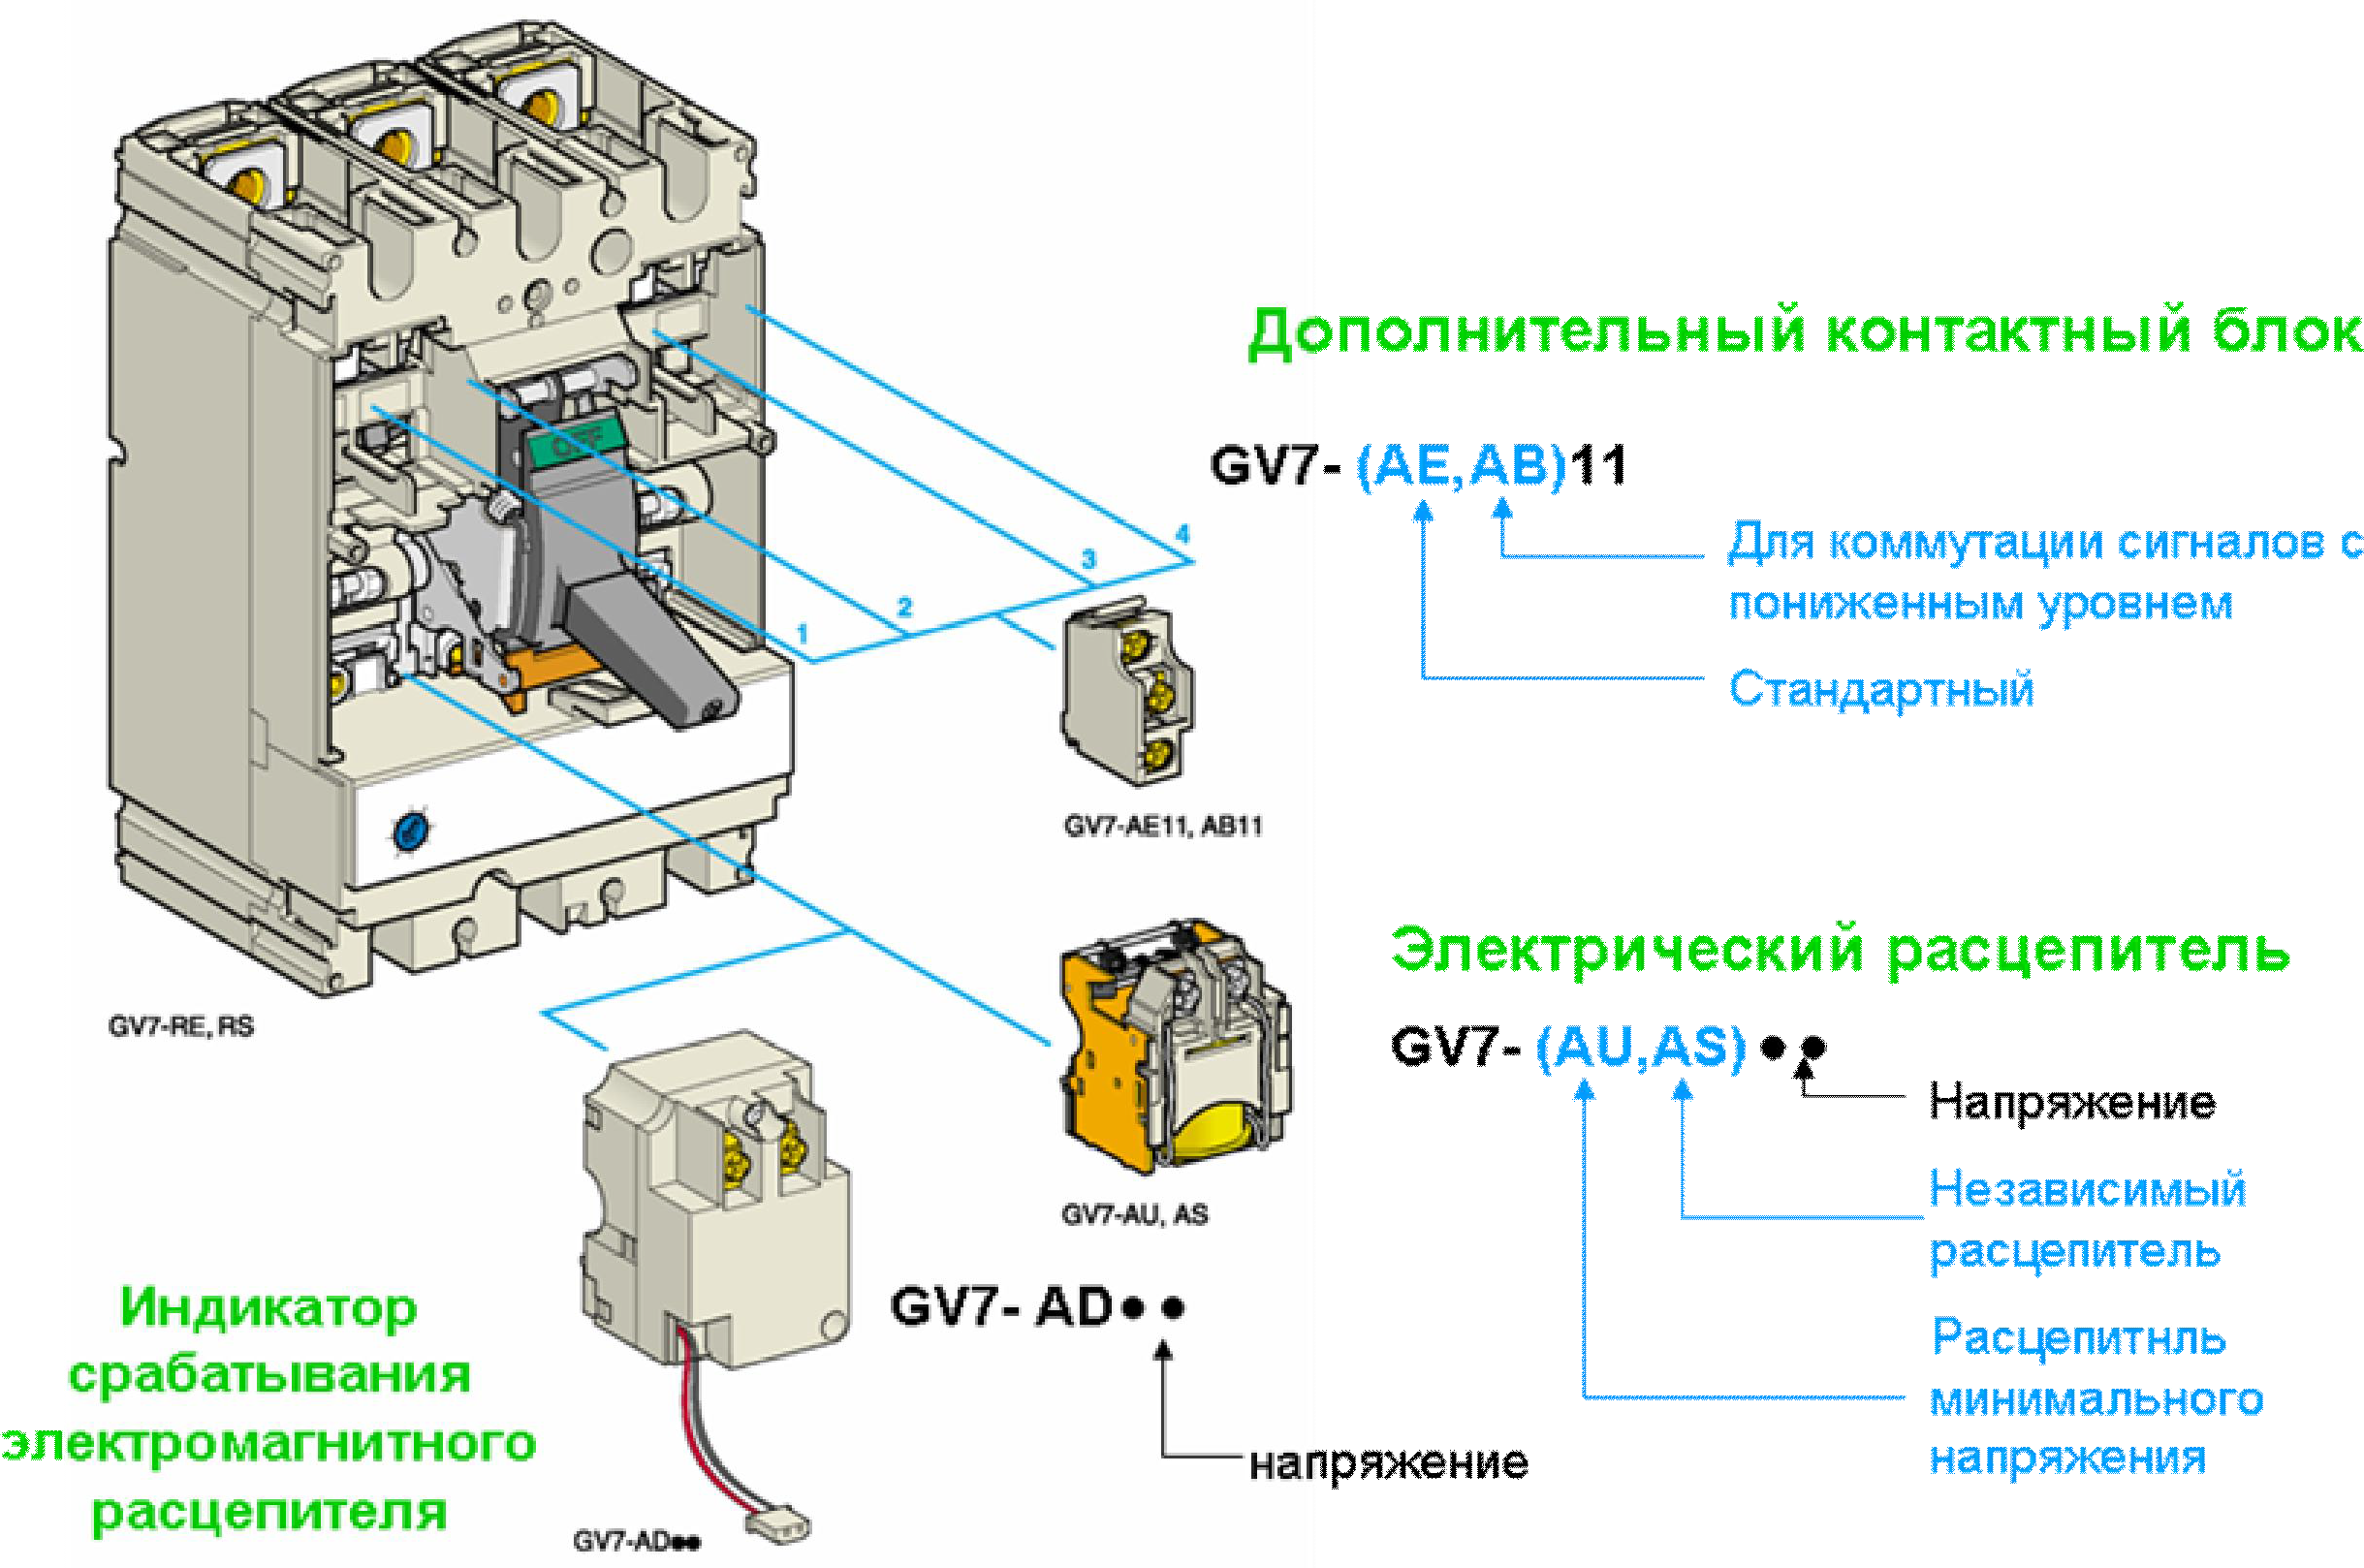 Дополнительный контактный блок
GV7- (AE,AB)11
Для коммутации сигналов с
пониженным уровнем
Стандартный
OFF
1
2
3
4
GV7-AE11, AB11
GV7-RE, RS
Электрический расцепитель
GV7- (AU,AS) ●●
Напряжение
Независимый
расцепитель
Расцепитнль
минимального
напряжения
GV7-AU, AS
GV7- AD●●
напряжение
Индикатор
срабатывания
электромагнитного
расцепителя
GV7-AD●●